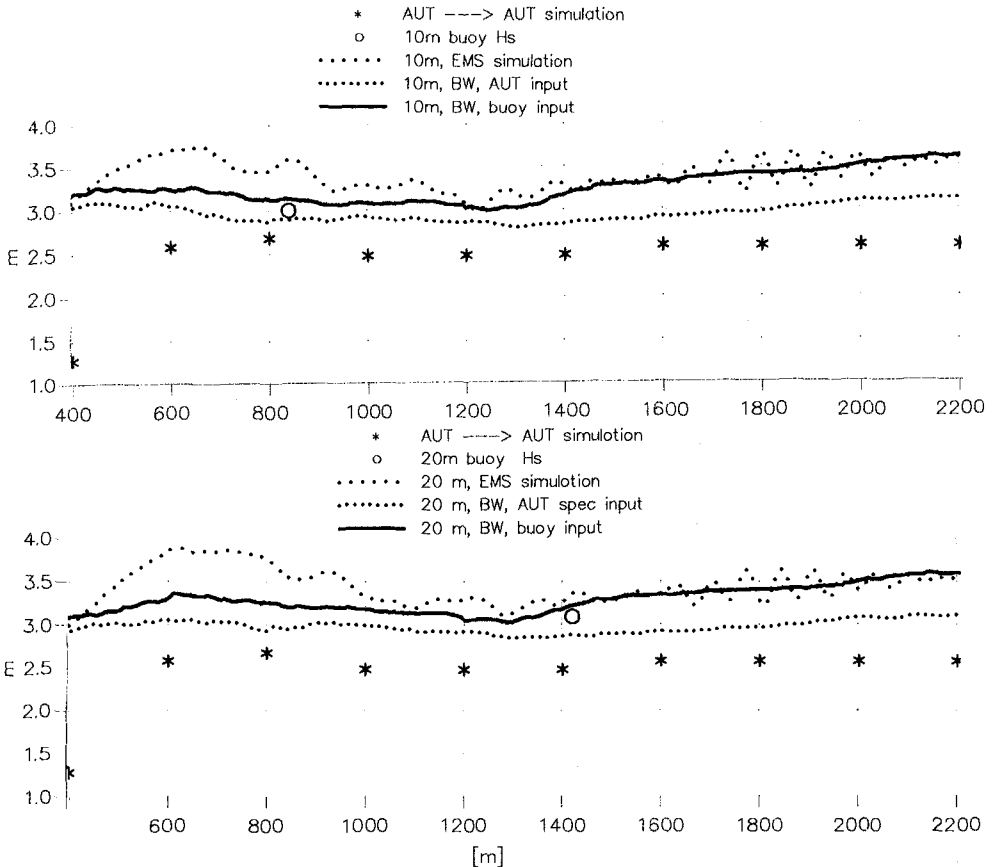 * AUT ----> AUT simulation
o 10m buoy Hs
10m, EMS simulation
10m, BW, AUT input
10m, BW, buoy input
4.0
3.5
3.0
2.5
2.0
1.5
1.0
m
400 600 800 1000 1200 1400 1600 1800 2000 2200
* AUT ----> AUT simulation
o 20m buoy Hs
20 m, EMS simulation
20 m, BW, AUT spec input
20 m, BW, buoy input
4.0
3.5
3.0
2.5
2.0
1.5
1.0
m
600 800 1000 1200 1400 1600 1800 2000 2200
[m]